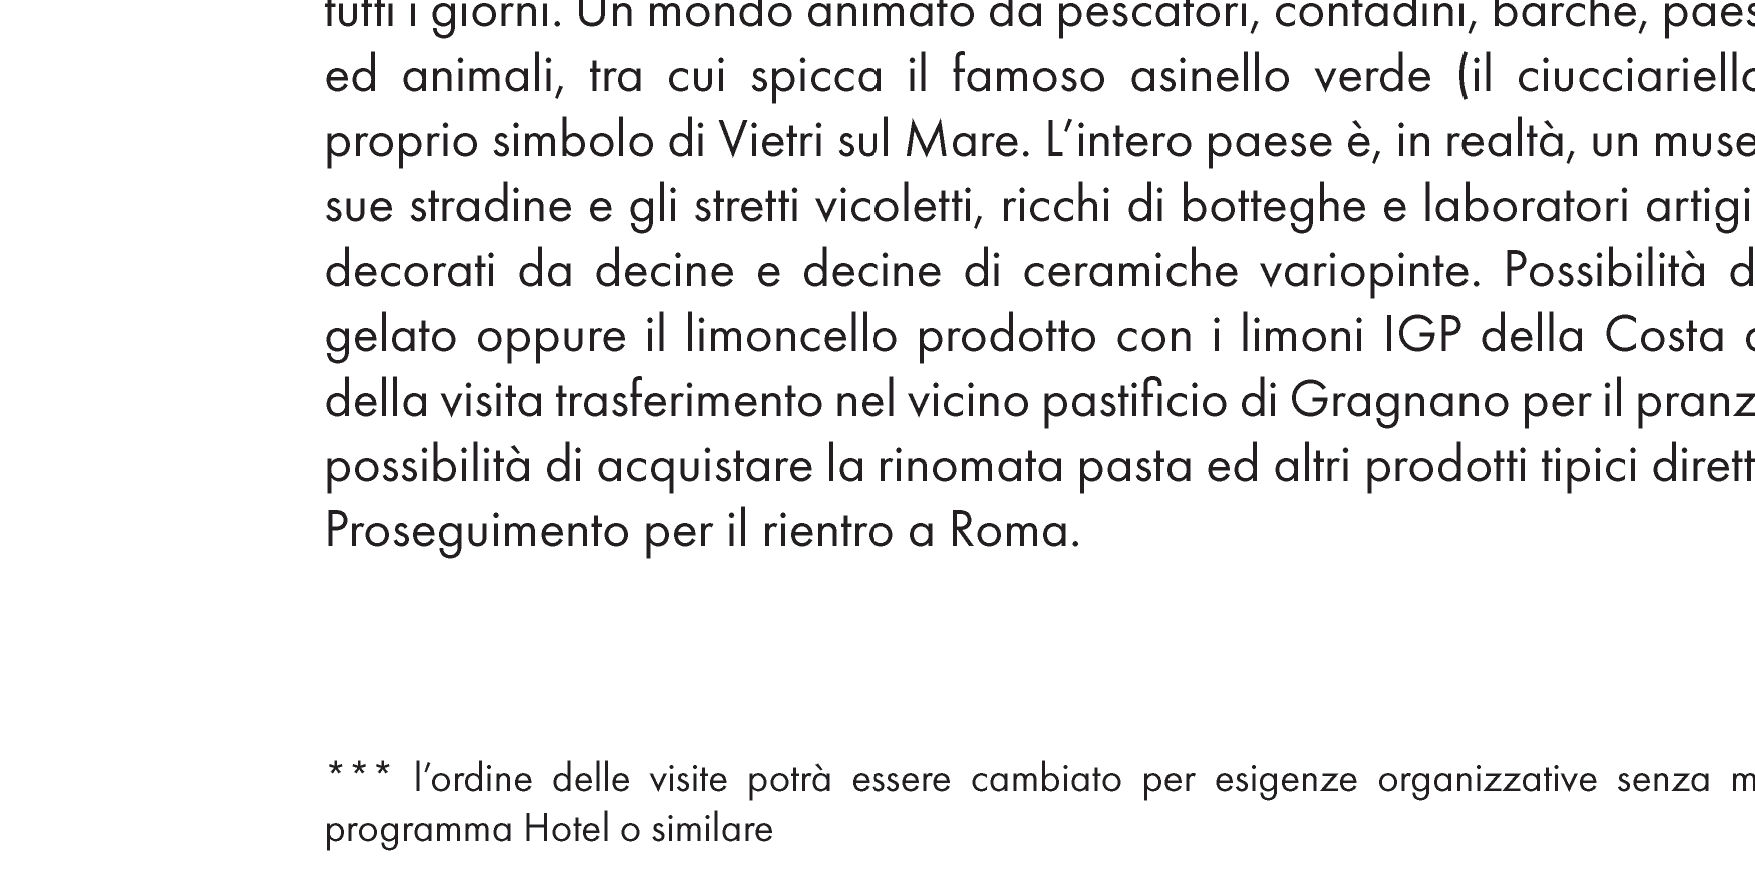 tutti i giorni. Un mondo animato da pescatori, contadini, barche, paes
ed animali, tra cui spicca il famoso asinello verde (il ciucciariello
proprio simbolo di Vietri sul Mare. L’intero paese è, in realtà, un muse
sue stradine e gli stretti vicoletti, ricchi di botteghe e laboratori artigi
decorati da decine e decine di ceramiche variopinte. Possibilità d
gelato oppure il limoncello prodotto con i limoni IGP della Costa
della visita trasferimento nel vicino pastificio di Gragnano per il pranz
possibilità di acquistare la rinomata pasta ed altri prodotti tipici dirett
Proseguimento per il rientro a Roma.
*** l’ordine delle visite potrà essere cambiato per esigenze organizzative senza m
programma Hotel o similare